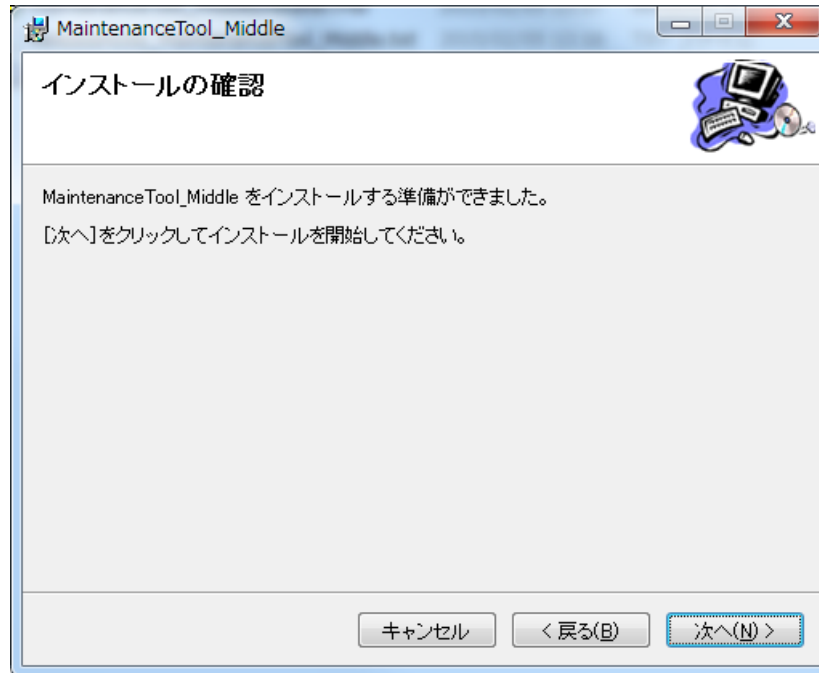 MaintenanceTool_Middle
インストールの確認
MaintenanceTool_Middle をインストールする準備ができました。
[次へ]をクリックしてインストールを開始してください。
キャンセル
< 戻る(B)
次へ(N) >